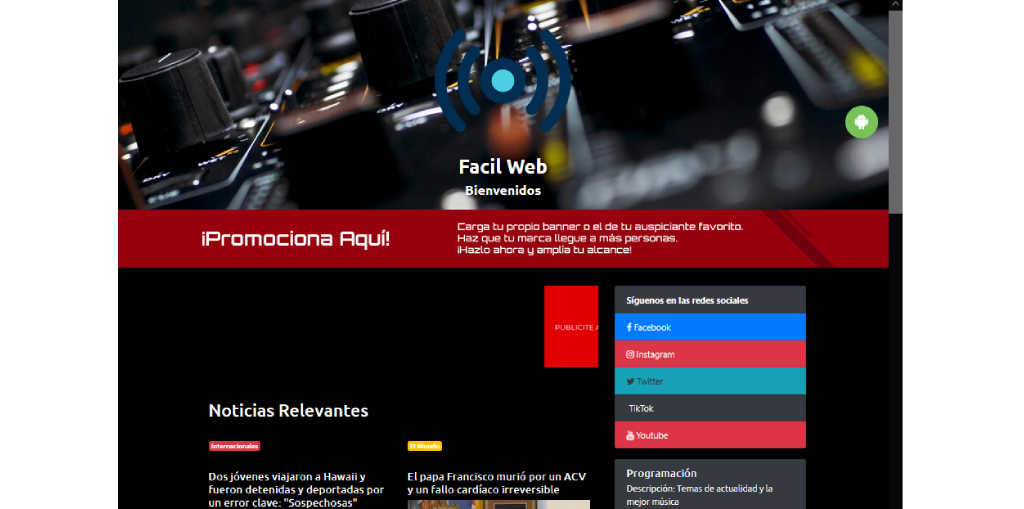 Facil Web
Bienvenidos
¡Promociona Aquí!
Carga tu propio banner o el de tu auspiciante favorito.
Haz que tu marca llegue a más personas.
¡Hazlo ahora y amplía tu alcance!
PUBLICITE
Síguenos en las redes sociales
Facebook
Instagram
Twitter
TikTok
Youtube
Noticias Relevantes
Internacionales
El Mundo
Dos jóvenes viajaron a Hawaii y
fueron detenidas y deportadas por
un error clave: "Sospechosas"
El papa Francisco murió por un ACV
y un fallo cardíaco irreversible
Programación
Descripción: Temas de actualidad y la
mejor música